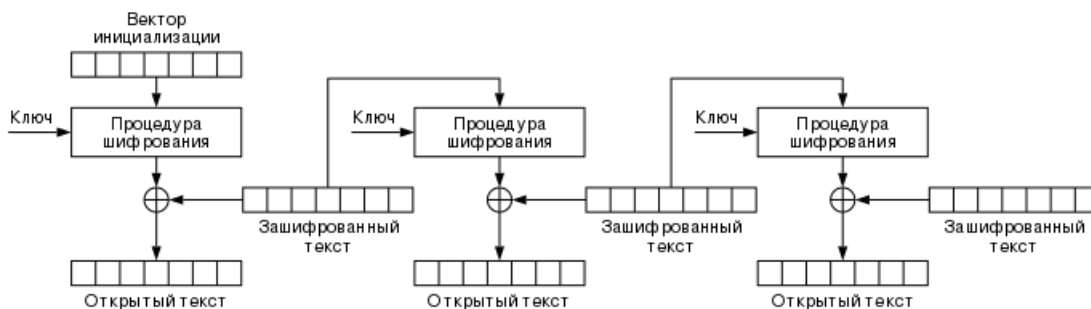 Вектор
инициализации
Ключ
Процедура
шифрования
Ключ
Процедура
шифрования
Ключ
Процедура
шифрования
Зашифрованный
текст
Зашифрованный
текст
Зашифрованный
текст
Открытый текст
Открытый текст
Открытый текст